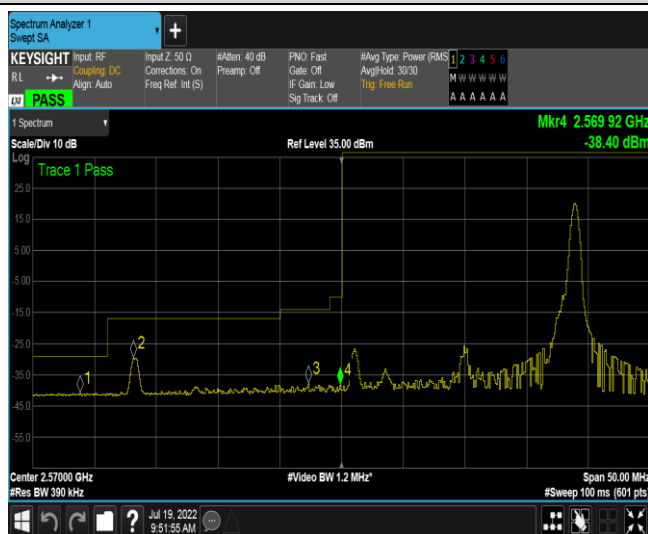 Spectrum Analyzer 1
Swept SA
+
KEYSIGHT
RL
LXI PASS
Input: RF
Coupling: DC
Align: Auto
Input Z: 50 Ω
Corrections: On
Freq Ref: Int (S)
#Atten: 40 dB
Preamp: Off
PNO: Fast
Gate: Off
IF Gain: Low
Sig Track: Off
#Avg Type: Power (RMS
Avg|Hold: 30/30
Trig: Free Run
1 2 3 4 5 6
M W W W W W
A A A A A A
1 Spectrum
Mkr4 2.569 92 GHz
Scale/Div 10 dB
Ref Level 35.00 dBm
-38.40 dBm
Log
Trace 1 Pass
25.0
15.0
5.00
-5.00
-15.0
-25.0
-35.0
-45.0
-55.0
1
2
3
4
Center 2.57000 GHz
#Video BW 1.2 MHz*
Span 50.00 MHz
#Res BW 390 kHz
#Sweep 100 ms (601 pts)
?
Jul 19, 2022
9:51:55 AM